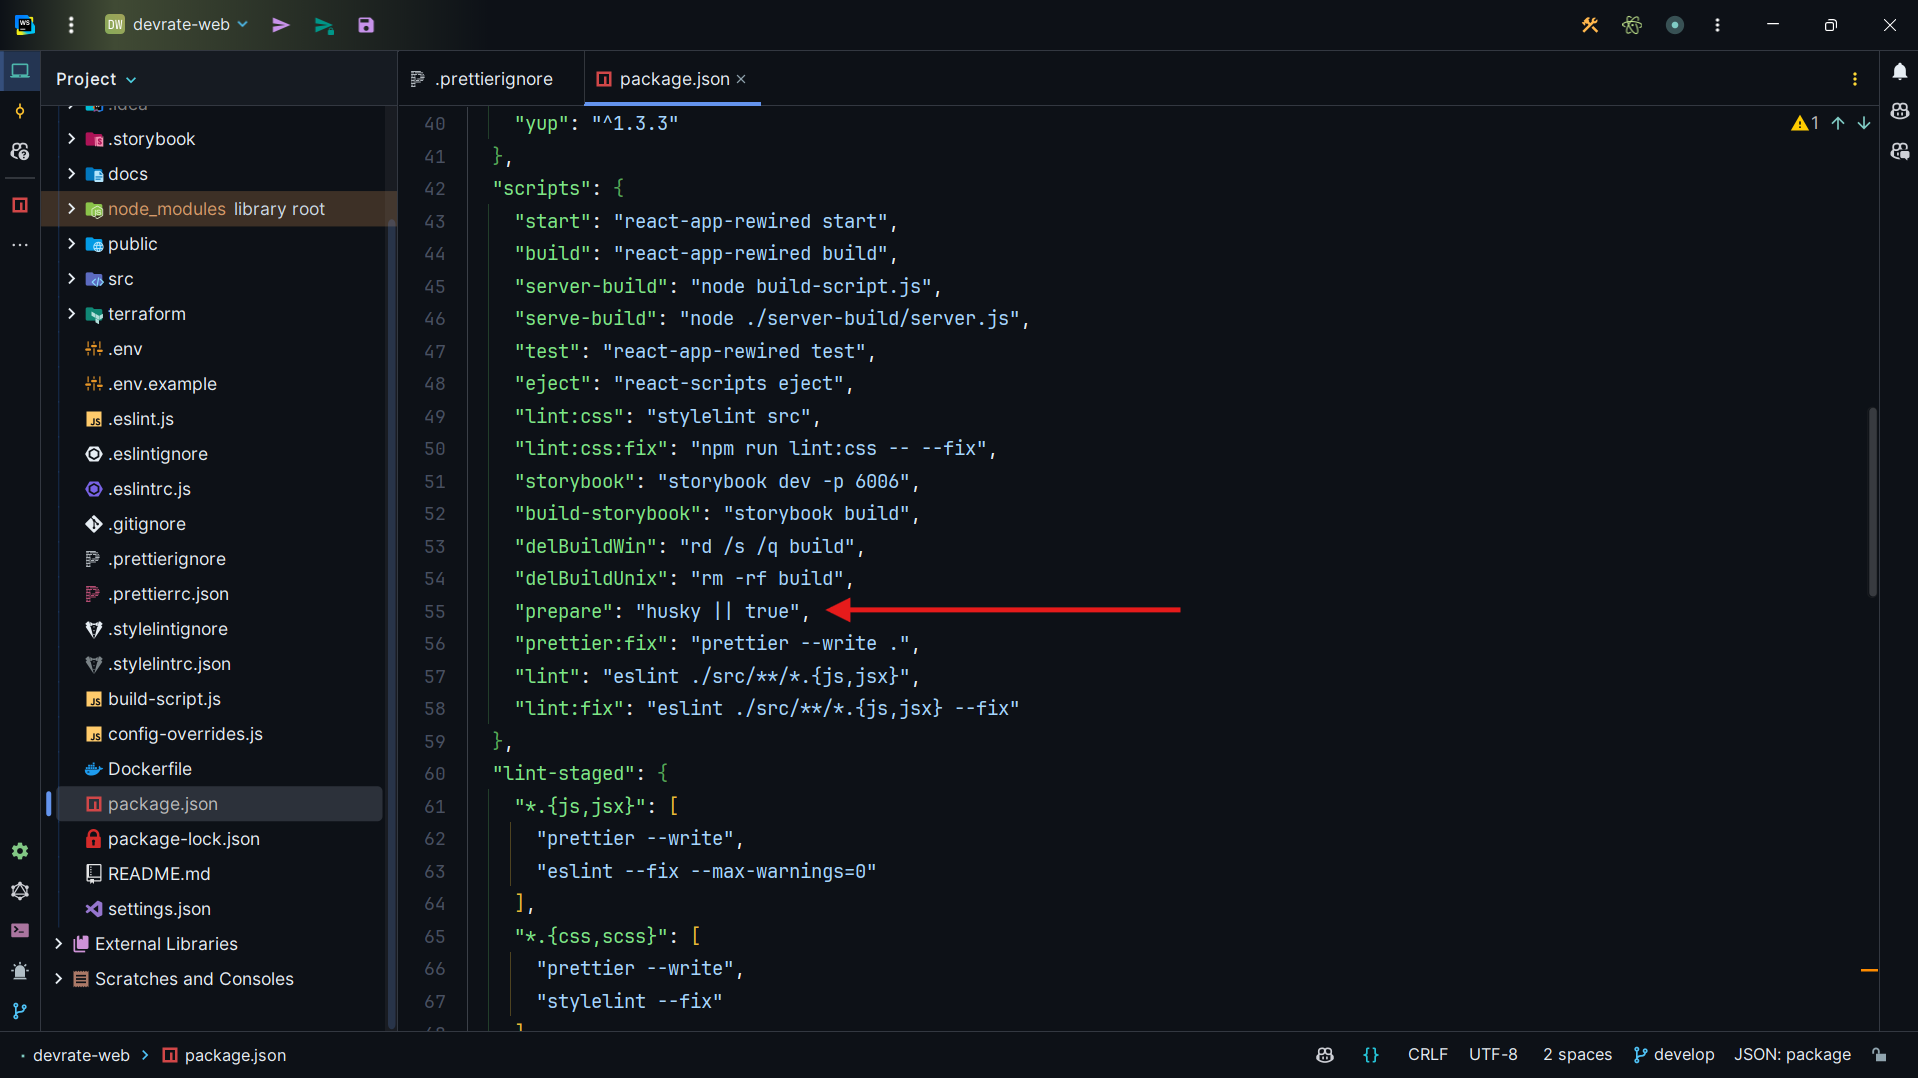 WS
DW devrate-web
Project
.prettierignore
package.json
.idea
.storybook
docs
node_modules library root
public
src
terraform
.env
.env.example
.eslint.js
.eslintignore
.eslintrc.js
.gitignore
.prettierignore
.prettierrc.json
.stylelintignore
.stylelintrc.json
build-script.js
config-overrides.js
Dockerfile
package.json
package-lock.json
README.md
settings.json
External Libraries
Scratches and Consoles
1
40 "yup": "^1.3.3"
41 },
42 "scripts": {
43 "start": "react-app-rewired start",
44 "build": "react-app-rewired build",
45 "server-build": "node build-script.js",
46 "serve-build": "node ./server-build/server.js",
47 "test": "react-app-rewired test",
48 "eject": "react-scripts eject",
49 "lint:css": "stylelint src",
50 "lint:css:fix": "npm run lint:css -- --fix",
51 "storybook": "storybook dev -p 6006",
52 "build-storybook": "storybook build",
53 "delBuildWin": "rd /s /q build",
54 "delBuildUnix": "rm -rf build",
55 "prepare": "husky || true",
56 "prettier:fix": "prettier --write .",
57 "lint": "eslint ./src/**/*.{js,jsx}",
58 "lint:fix": "eslint ./src/**/*.{js,jsx} --fix"
59 },
60 "lint-staged": {
61 "*.{js,jsx}": [
62 "prettier --write",
63 "eslint --fix --max-warnings=0"
64 ],
65 "*.{css,scss}": [
66 "prettier --write",
67 "stylelint --fix"
68 ]
devrate-web > package.json
{} CRLF UTF-8 2 spaces develop JSON: package